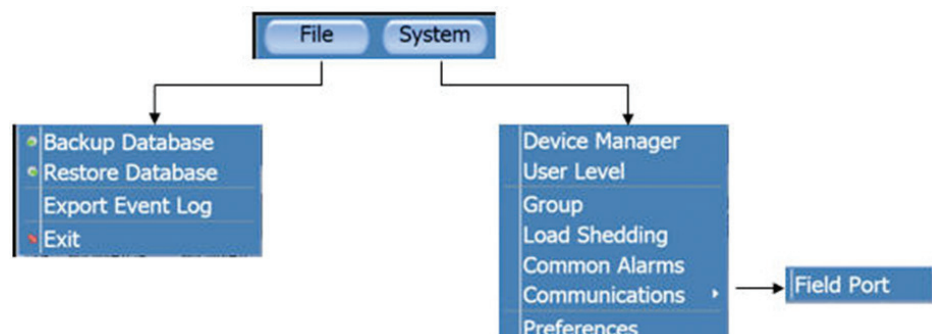 File System
Backup Database
Restore Database
Export Event Log
Exit
Device Manager
User Level
Group
Load Shedding
Common Alarms
Communications
Preferences
Field Port